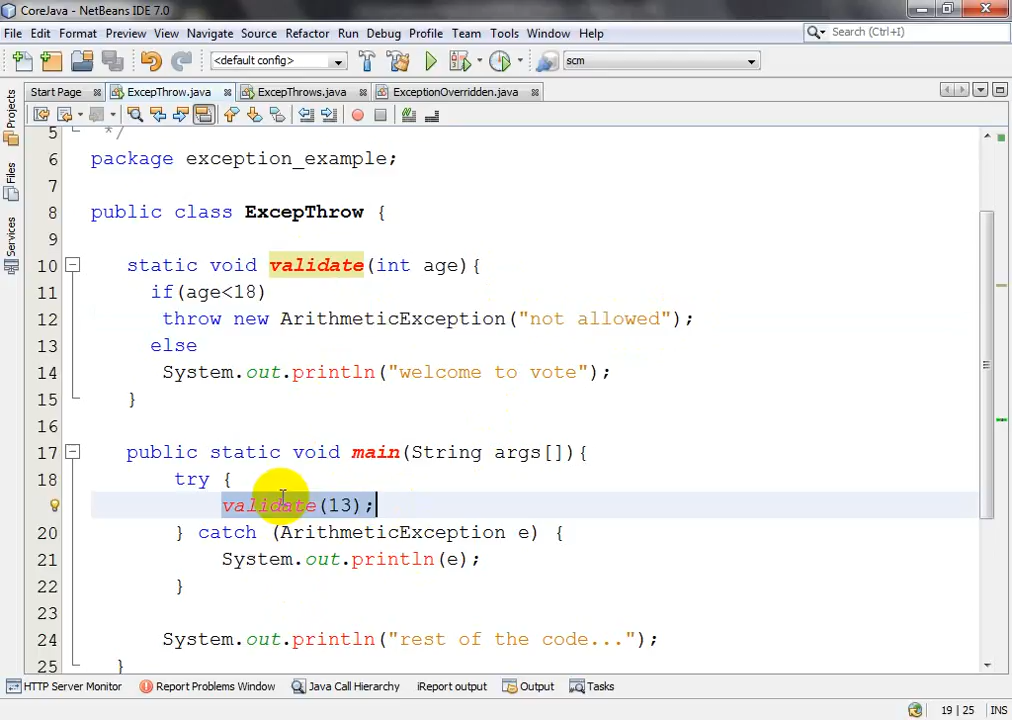 CoreJava - NetBeans IDE 7.0
File Edit Format Preview View Navigate Source Refactor Run Debug Profile Team Tools Window Help Search (Ctrl+I)
<default config> scm
Start Page ExcepThrow.java ExcepThrows.java ExceptionOverridden.java
Projects
Files
Services
5 */
6 package exception_example;
7
8 public class ExcepThrow {
9
10 static void validate(int age){
11 if(age<18)
12 throw new ArithmeticException("not allowed");
13 else
14 System.out.println("welcome to vote");
15 }
16
17 public static void main(String args[]){
18 try {
validate(13);
20 } catch (ArithmeticException e) {
21 System.out.println(e);
22 }
23
24 System.out.println("rest of the code...");
25 }
HTTP Server Monitor Report Problems Window Java Call Hierarchy iReport output Output Tasks
19 | 25 INS